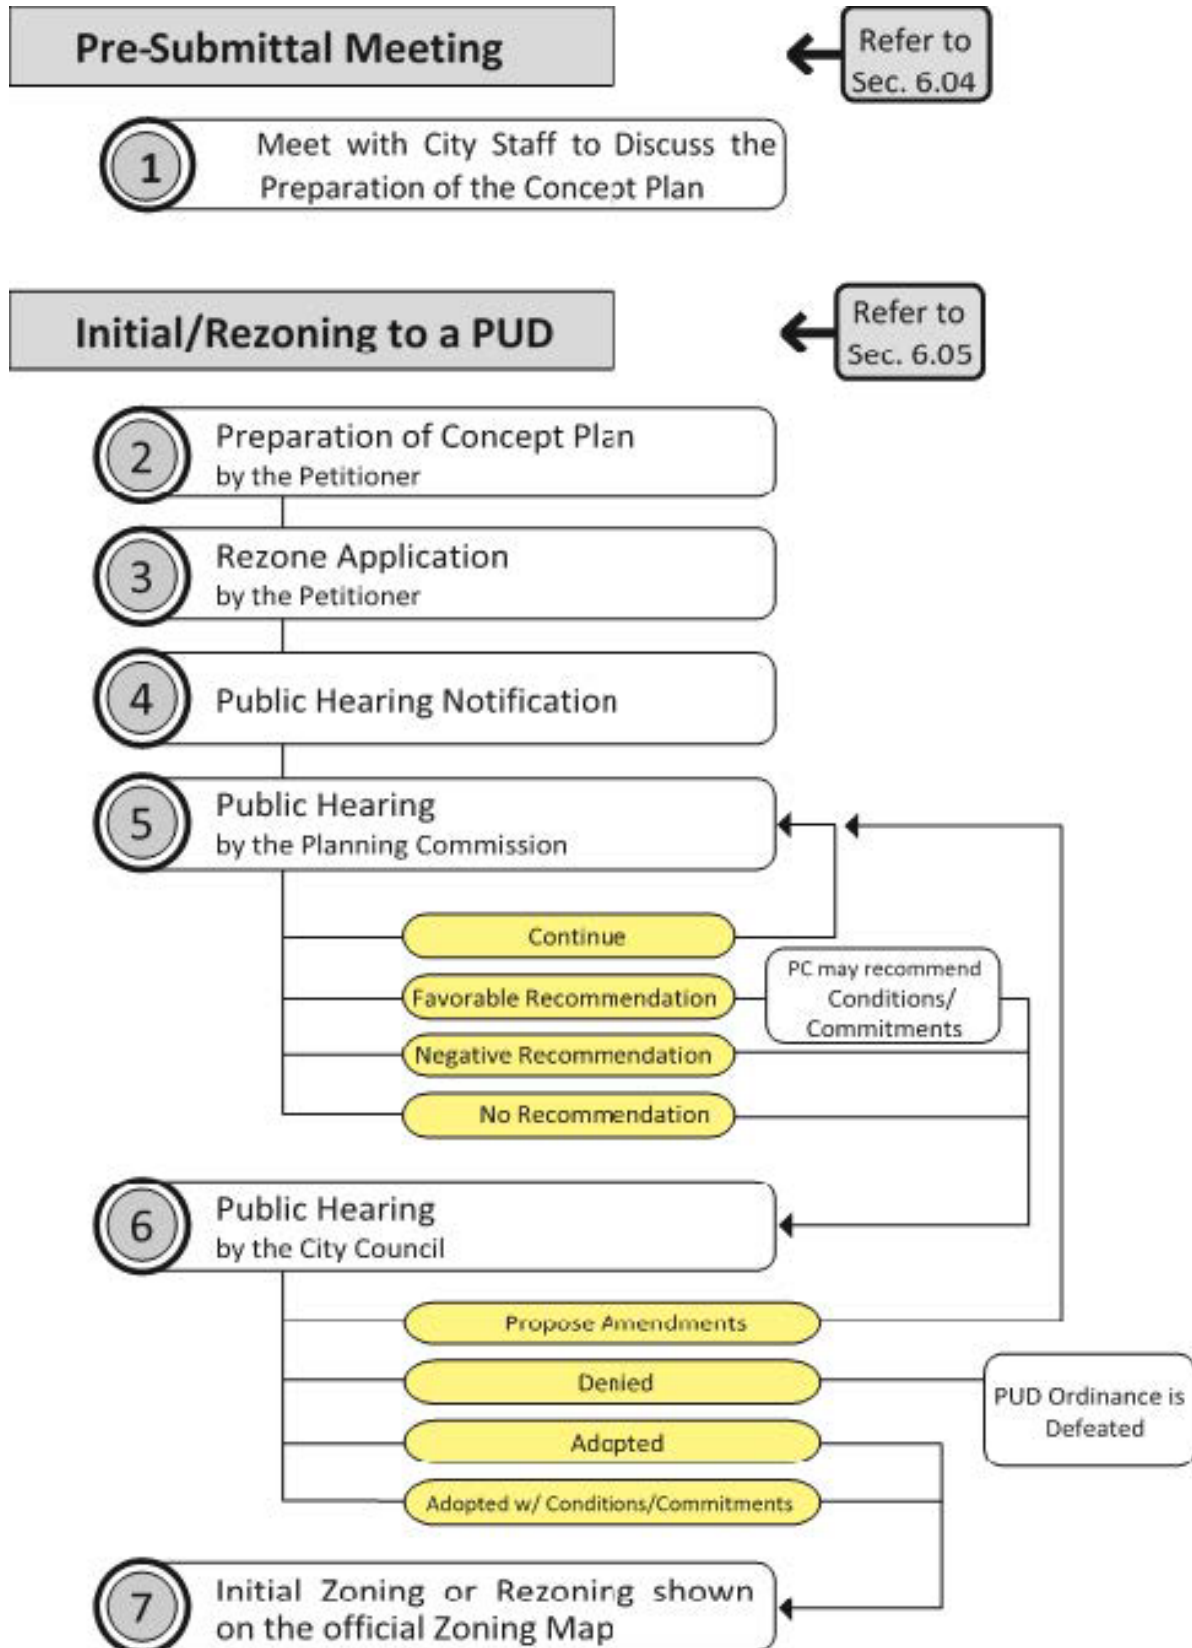 Pre-Submittal Meeting
Refer to
Sec. 6.04
1
Meet with City Staff to Discuss the
Preparation of the Concept Plan
Initial/Rezoning to a PUD
Refer to
Sec. 6.05
2
Preparation of Concept Plan
by the Petitioner
3
Rezone Application
by the Petitioner
4
Public Hearing Notification
5
Public Hearing
by the Planning Commission
Continue
Favorable Recommendation
PC may recommend
Conditions/
Commitments
Negative Recommendation
No Recommendation
6
Public Hearing
by the City Council
Propose Amendments
Denied
PUD Ordinance is
Defeated
Adopted
Adopted w/ Conditions/Commitments
7
Initial Zoning or Rezoning shown
on the official Zoning Map